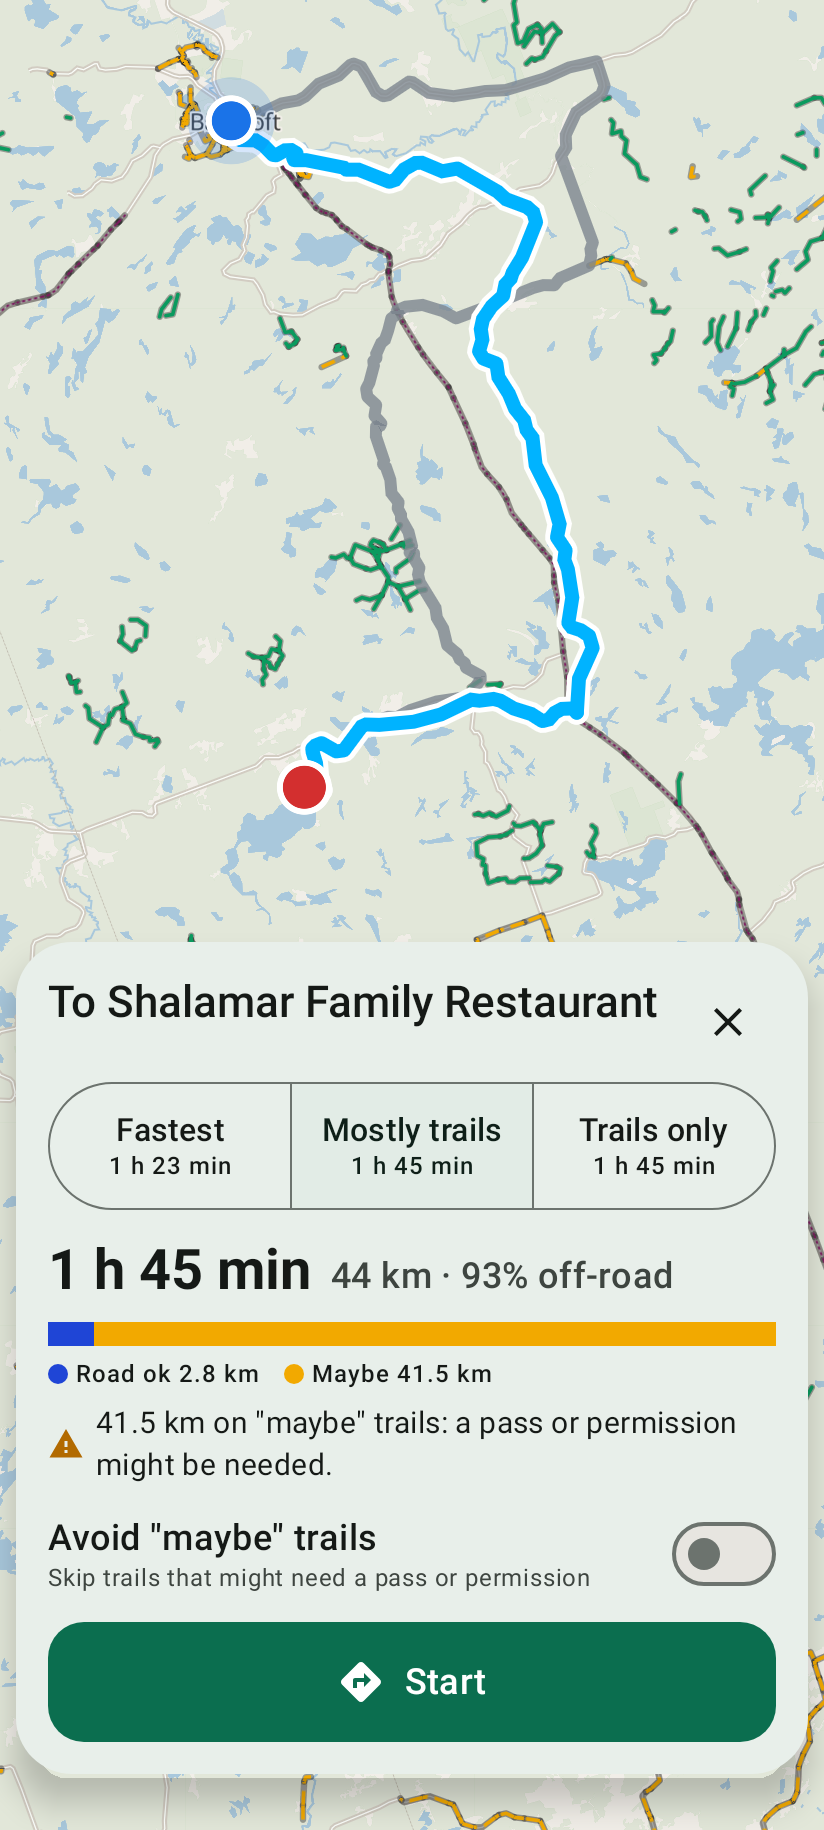 To Shalamar Family Restaurant
Fastest
1 h 23 min
Mostly trails
1 h 45 min
Trails only
1 h 45 min
1 h 45 min 44 km · 93% off-road
Road ok 2.8 km Maybe 41.5 km
41.5 km on "maybe" trails: a pass or permission
might be needed.
Avoid "maybe" trails
Skip trails that might need a pass or permission
Start